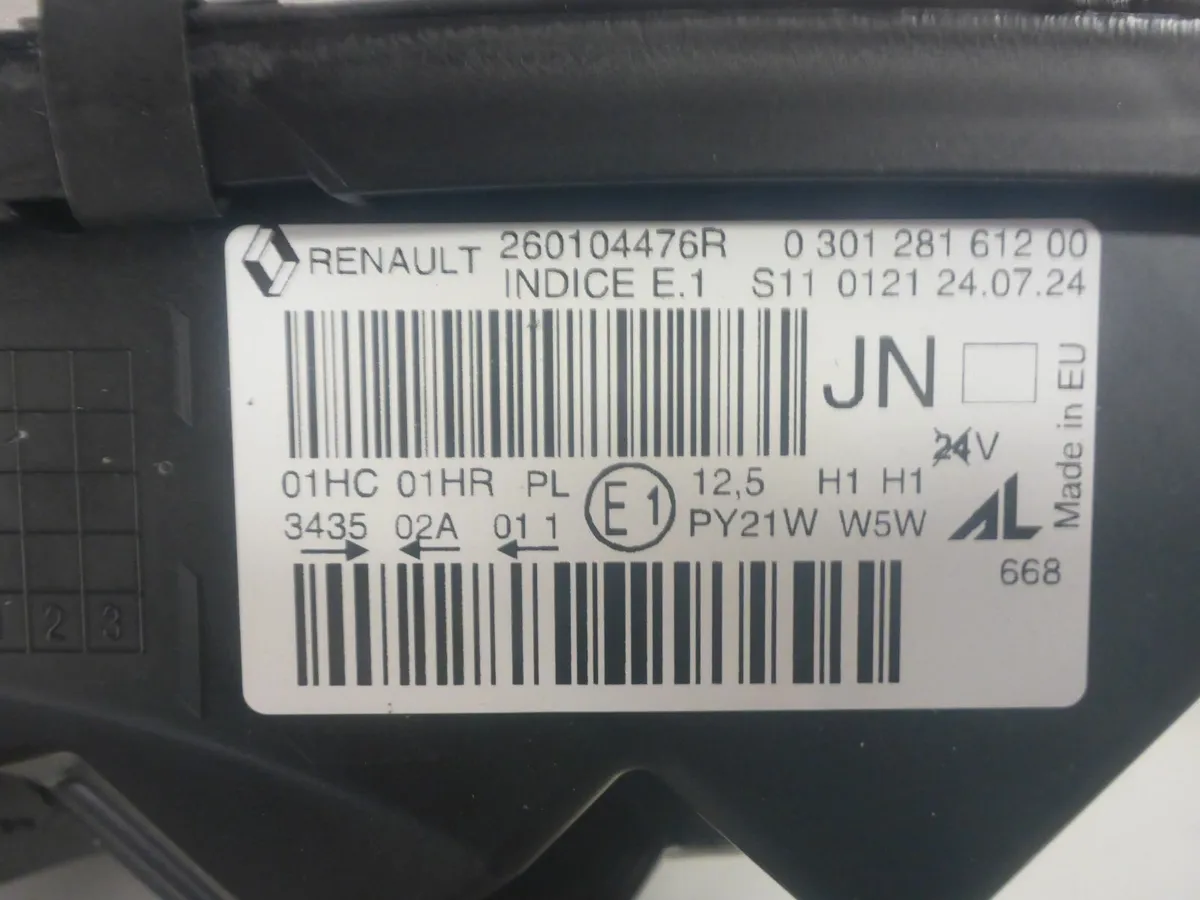 RENAULT 260104476R 0 301 281 612 00
INDICE E.1 S11 0121 24.07.24
JN
Made in EU
24V
01HC 01HR PL E1 12,5 H1 H1
3435 02A 01 1 PY21W W5W AL
668
2 3